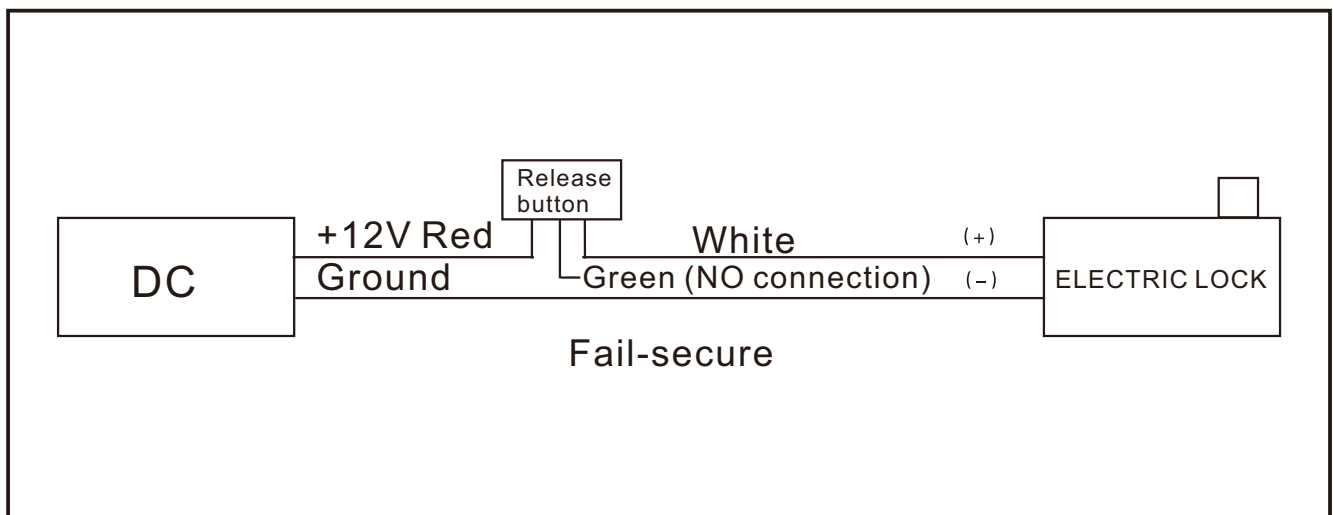 Release
button
+12V Red
White
(+)
DC
Ground
Green (NO connection)
(-)
ELECTRIC LOCK
Fail-secure